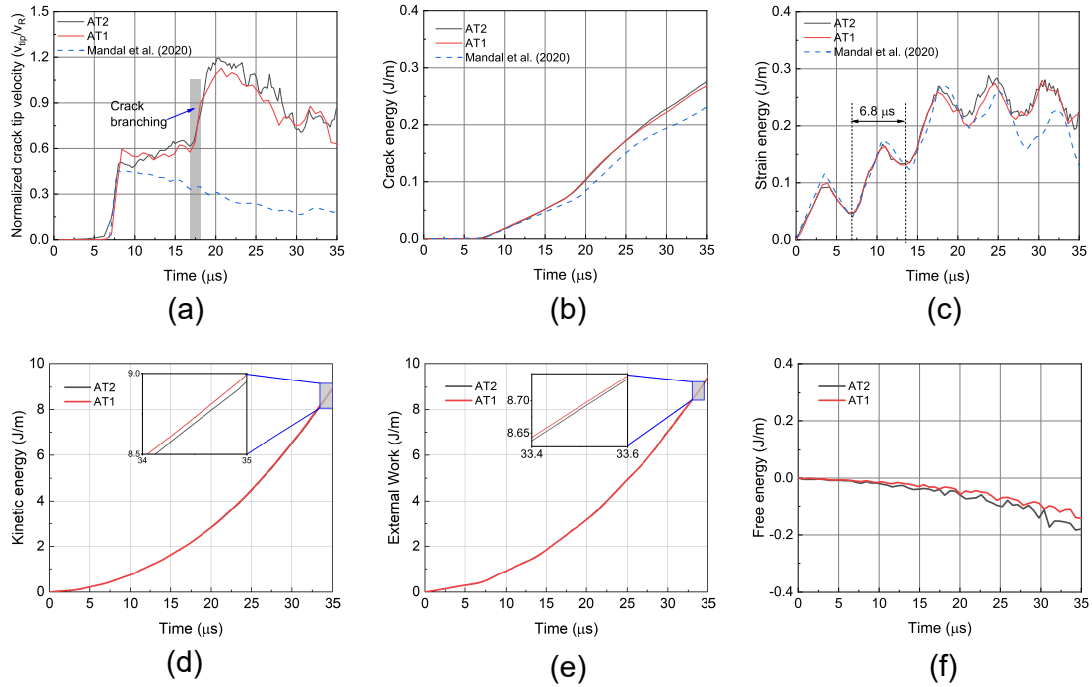 Normalized crack tip velocity (vtip/vR)
1.5
1.2
0.9
0.6
0.3
0.0
AT2
AT1
Mandal et al. (2020)
Crack
branching
0 5 10 15 20 25 30 35
Time (μs)
(a)
Crack energy (J/m)
0.4
0.3
0.2
0.1
0.0
AT2
AT1
Mandal et al. (2020)
0 5 10 15 20 25 30 35
Time (μs)
(b)
Strain energy (J/m)
0.4
0.3
0.2
0.1
0.0
AT2
AT1
Mandal et al. (2020)
6.8 μs
0 5 10 15 20 25 30 35
Time (μs)
(c)
Kinetic energy (J/m)
10
8
6
4
2
0
AT2
AT1
9.0
8.5
34 35
0 5 10 15 20 25 30 35
Time (μs)
(d)
External Work (J/m)
10
8
6
4
2
0
AT2
AT1
8.70
8.65
33.4 33.6
0 5 10 15 20 25 30 35
Time (μs)
(e)
Free energy (J/m)
0.4
0.2
0.0
-0.2
-0.4
AT2
AT1
0 5 10 15 20 25 30 35
Time (μs)
(f)